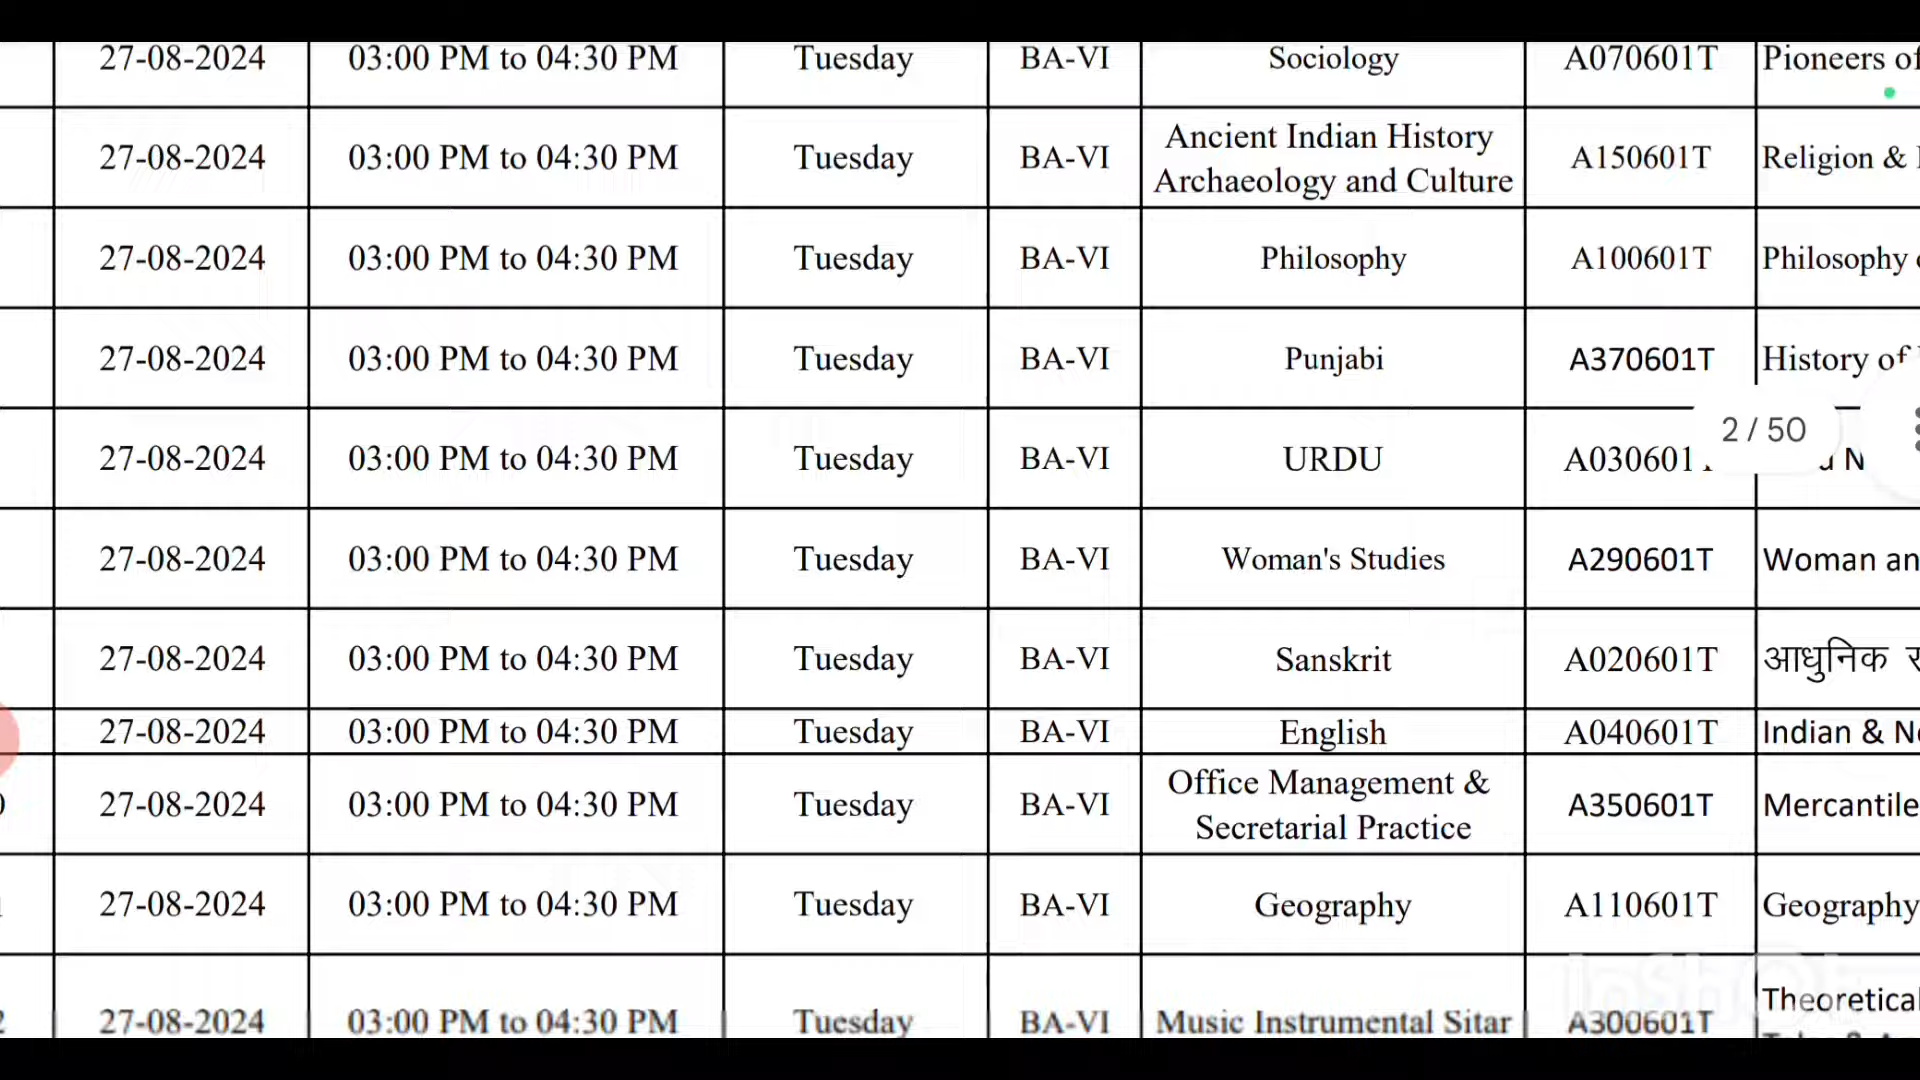 27-08-2024 03:00 PM to 04:30 PM Tuesday BA-VI Sociology A070601T Pioneers of
27-08-2024 03:00 PM to 04:30 PM Tuesday BA-VI Ancient Indian History Archaeology and Culture A150601T Religion &
27-08-2024 03:00 PM to 04:30 PM Tuesday BA-VI Philosophy A100601T Philosophy
27-08-2024 03:00 PM to 04:30 PM Tuesday BA-VI Punjabi A370601T History of
2 / 50
27-08-2024 03:00 PM to 04:30 PM Tuesday BA-VI URDU A030601
27-08-2024 03:00 PM to 04:30 PM Tuesday BA-VI Woman's Studies A290601T Woman an
27-08-2024 03:00 PM to 04:30 PM Tuesday BA-VI Sanskrit A020601T आधुनिक
27-08-2024 03:00 PM to 04:30 PM Tuesday BA-VI English A040601T Indian &
27-08-2024 03:00 PM to 04:30 PM Tuesday BA-VI Office Management & Secretarial Practice A350601T Mercantile
27-08-2024 03:00 PM to 04:30 PM Tuesday BA-VI Geography A110601T Geography
27-08-2024 03:00 PM to 04:30 PM Tuesday BA-VI Music Instrumental Sitar A300601T Theoretical